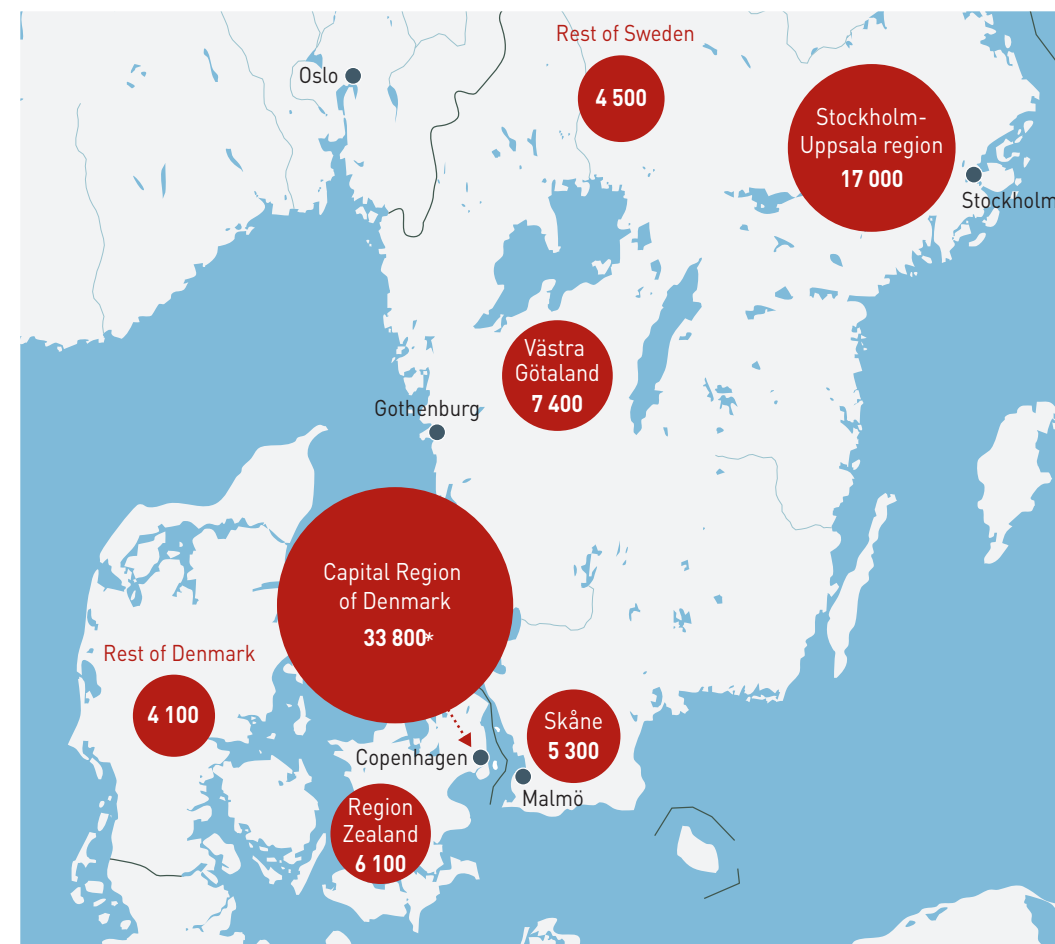 Rest of Sweden
4 500
Oslo
Stockholm-
Uppsala region
17 000
Stockholm
Västra
Götaland
7 400
Gothenburg
Capital Region
of Denmark
33 800*
Rest of Denmark
4 100
Skåne
5 300
Copenhagen
Malmö
Region
Zealand
6 100